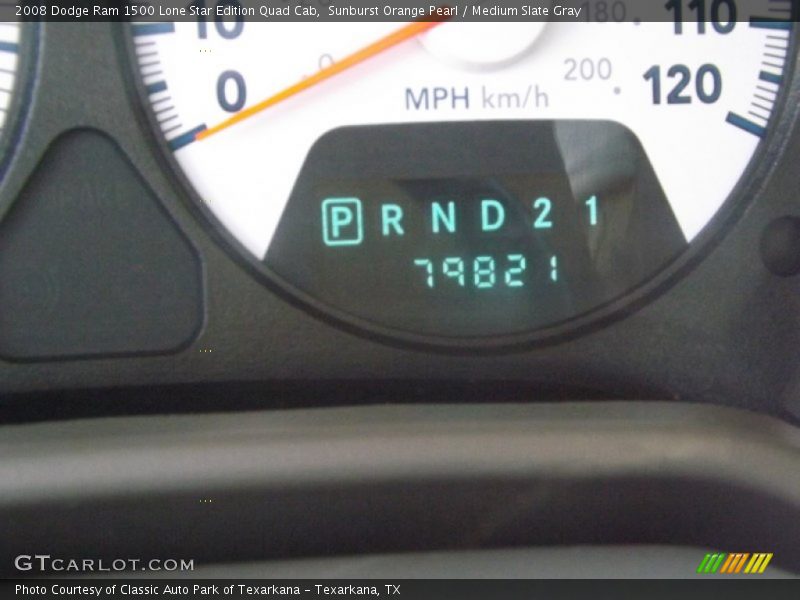 2008 Dodge Ram 1500 Lone Star Edition Quad Cab,  Sunburst Orange Pearl / Medium Slate Gray
10 180 110
0 0 200 120
MPH km/h
P R N D 2 1
79821
GTCARLOT.COM
Photo Courtesy of Classic Auto Park of Texarkana – Texarkana, TX